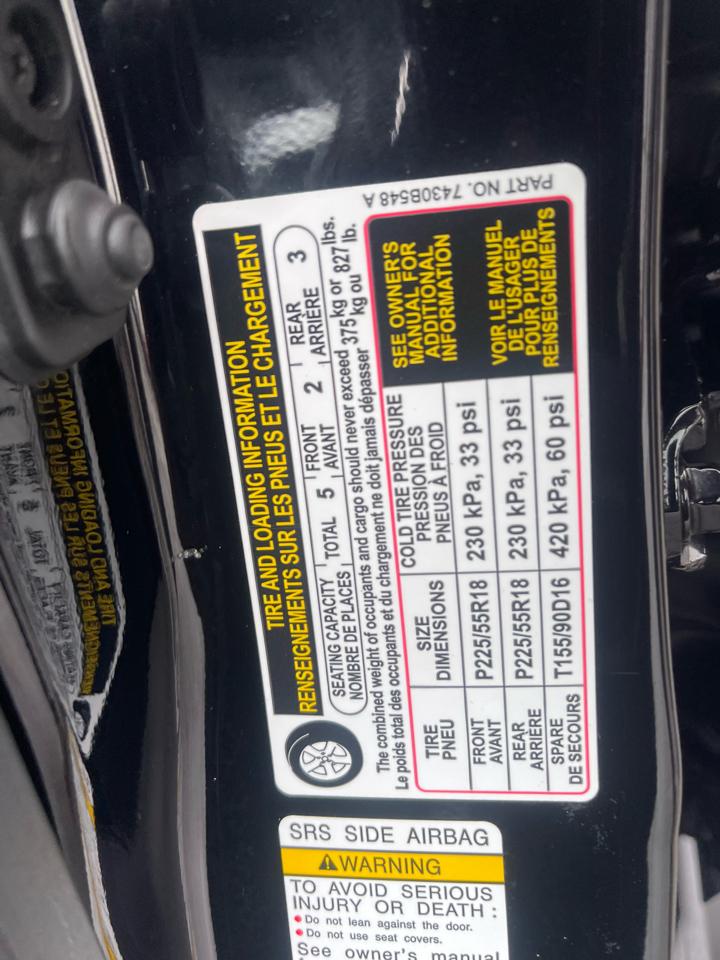 TIRE AND LOADING INFORMATION
RENSEIGNEMENTS SUR LES PNEUS ET LE CHARGEMENT
SEATING CAPACITY
NOMBRE DE PLACES
TOTAL 5
FRONT
AVANT
2
REAR
ARRIÈRE
3
The combined weight of occupants and cargo should never exceed 375 kg or 827 lbs.
Le poids total des occupants et du chargement ne doit jamais dépasser 375 kg ou 827 lb.
TIRE
PNEU
SIZE
DIMENSIONS
COLD TIRE PRESSURE
PRESSION DES
PNEUS À FROID
FRONT
AVANT
P225/55R18
230 kPa, 33 psi
REAR
ARRIÈRE
P225/55R18
230 kPa, 33 psi
SPARE
DE SECOURS
T155/90D16
420 kPa, 60 psi
SEE OWNER'S
MANUAL FOR
ADDITIONAL
INFORMATION
VOIR LE MANUEL
DE L'USAGER
POUR PLUS DE
RENSEIGNEMENTS
PART NO. 7430B548 A
SRS SIDE AIRBAG
WARNING
TO AVOID SERIOUS
INJURY OR DEATH :
• Do not lean against the door.
• Do not use seat covers.
See owner's manual